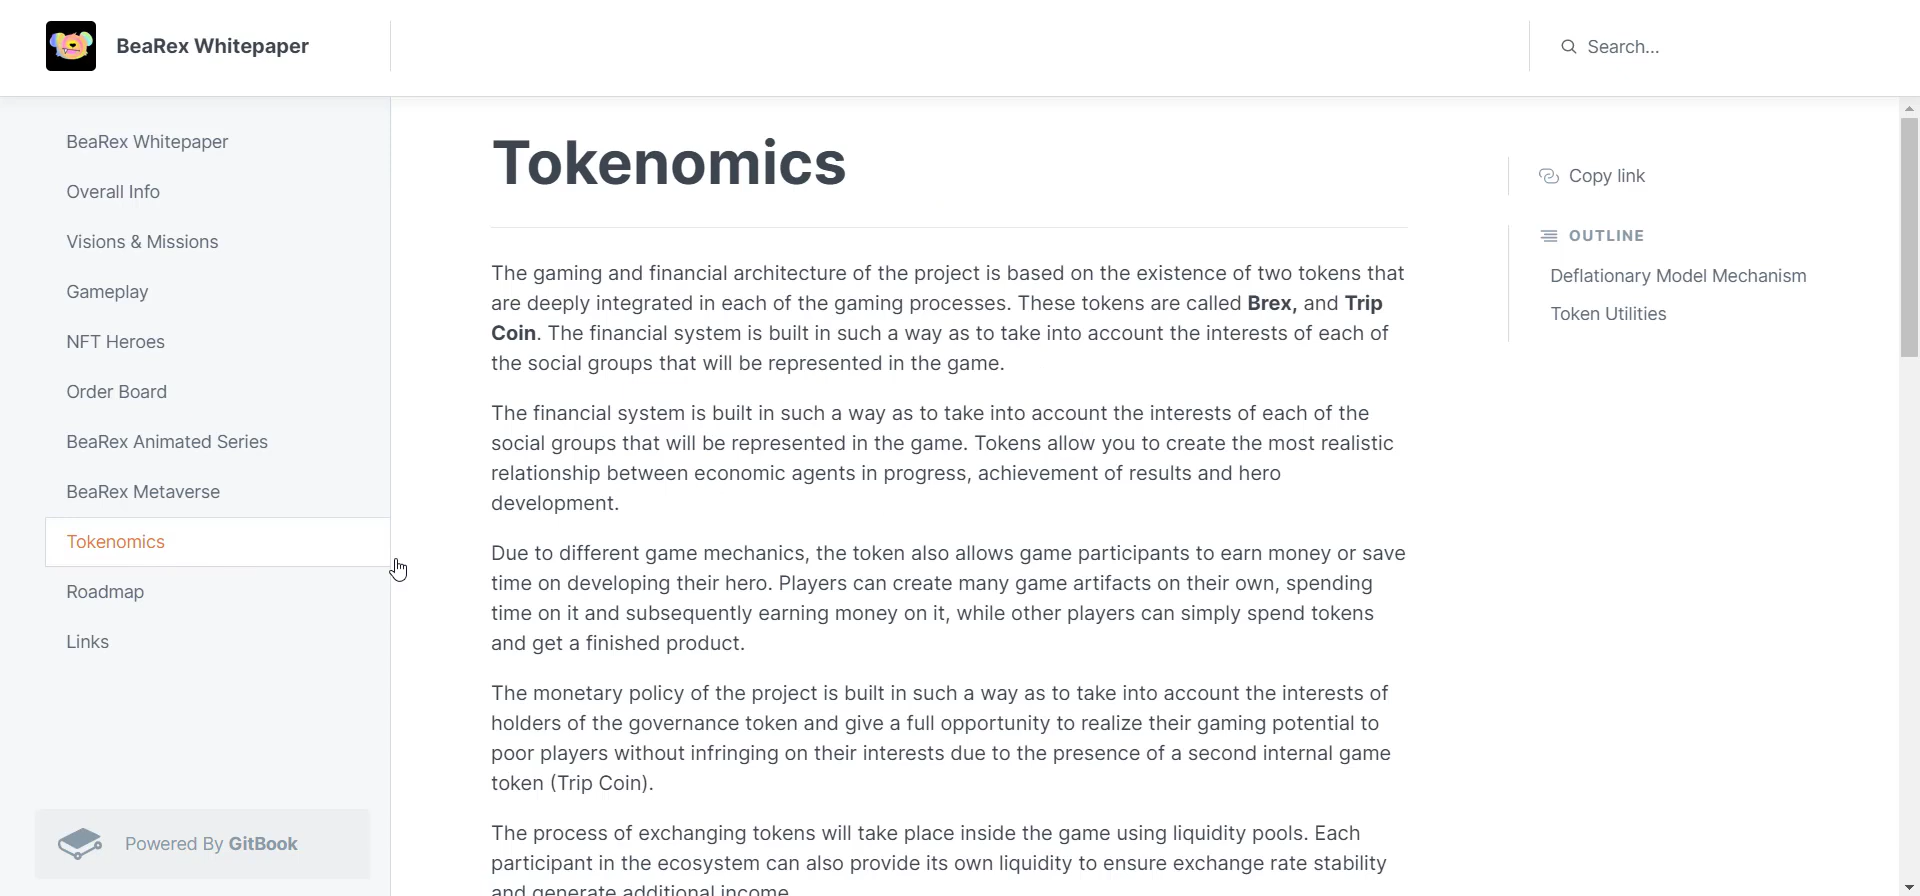 BeaRex Whitepaper
Search...
BeaRex Whitepaper
Overall Info
Visions & Missions
Gameplay
NFT Heroes
Order Board
BeaRex Animated Series
BeaRex Metaverse
Tokenomics
Roadmap
Links
Powered By GitBook
Tokenomics
The gaming and financial architecture of the project is based on the existence of two tokens that
are deeply integrated in each of the gaming processes. These tokens are called Brex, and Trip
Coin. The financial system is built in such a way as to take into account the interests of each of
the social groups that will be represented in the game.
The financial system is built in such a way as to take into account the interests of each of the
social groups that will be represented in the game. Tokens allow you to create the most realistic
relationship between economic agents in progress, achievement of results and hero
development.
Due to different game mechanics, the token also allows game participants to earn money or save
time on developing their hero. Players can create many game artifacts on their own, spending
time on it and subsequently earning money on it, while other players can simply spend tokens
and get a finished product.
The monetary policy of the project is built in such a way as to take into account the interests of
holders of the governance token and give a full opportunity to realize their gaming potential to
poor players without infringing on their interests due to the presence of a second internal game
token (Trip Coin).
The process of exchanging tokens will take place inside the game using liquidity pools. Each
participant in the ecosystem can also provide its own liquidity to ensure exchange rate stability
and generate additional income.
Copy link
OUTLINE
Deflationary Model Mechanism
Token Utilities